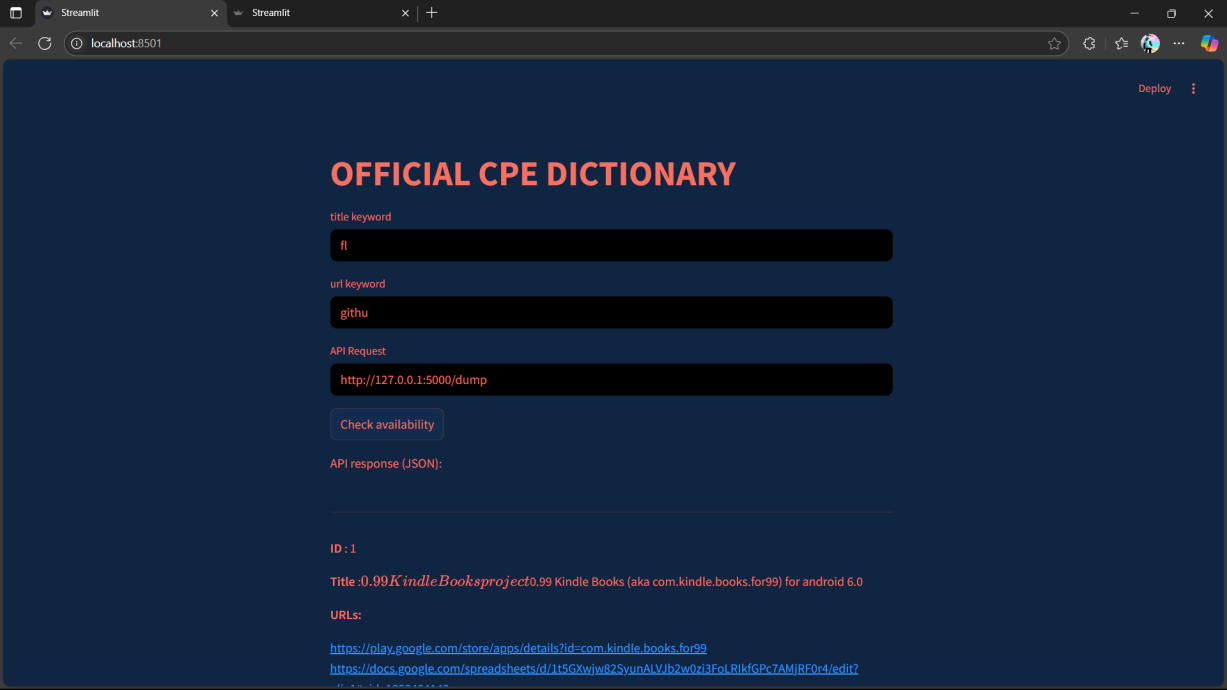 Streamlit
Streamlit
localhost:8501
Deploy
OFFICIAL CPE DICTIONARY
title keyword
fl
url keyword
githu
API Request
http://127.0.0.1:5000/dump
Check availability
API response (JSON):
ID : 1
Title :0.99KindleBooksproject0.99 Kindle Books (aka com.kindle.books.for99) for android 6.0
URLs:
https://play.google.com/store/apps/details?id=com.kindle.books.for99
https://docs.google.com/spreadsheets/d/1t5GXwjw82SyunALVJb2w0zi3FoLRIkfGPc7AMjRF0r4/edit?